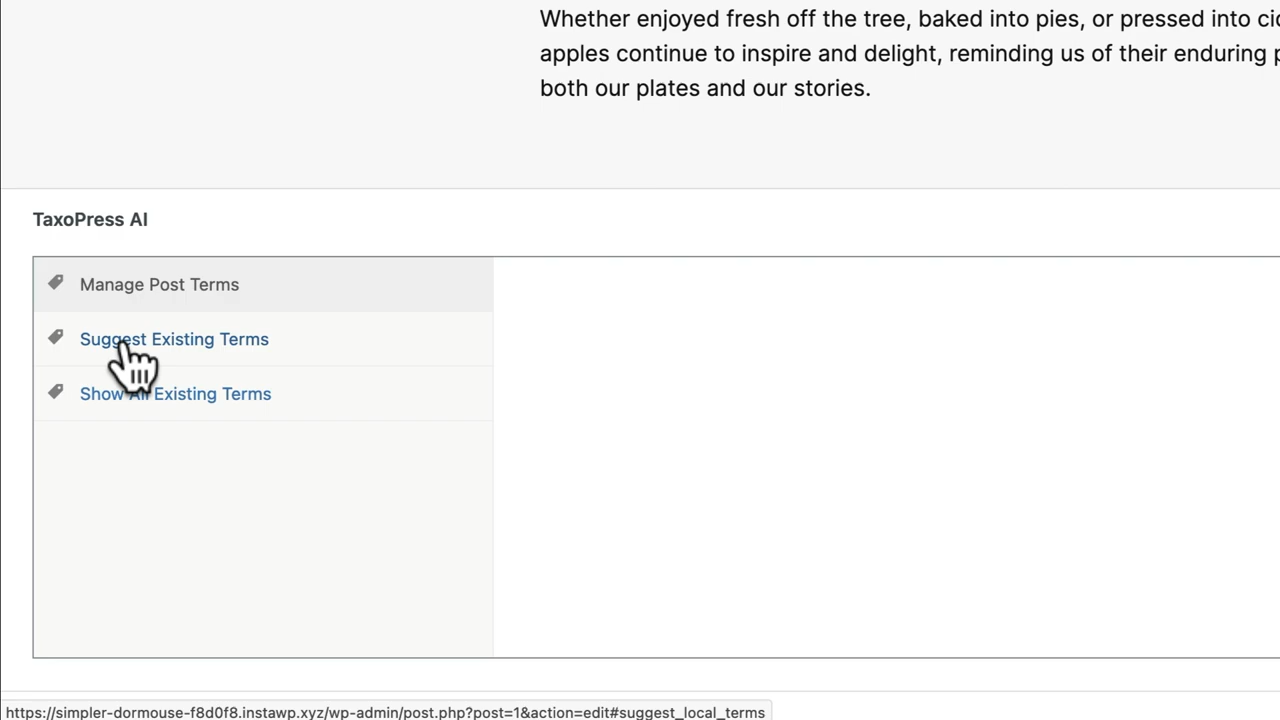 Whether enjoyed fresh off the tree, baked into pies, or pressed into
apples continue to inspire and delight, reminding us of their enduring
both our plates and our stories.
TaxoPress AI
Manage Post Terms
Suggest Existing Terms
Show All Existing Terms
https://simpler-dormouse-f8d0f8.instawp.xyz/wp-admin/post.php?post=1&action=edit#suggest_local_terms